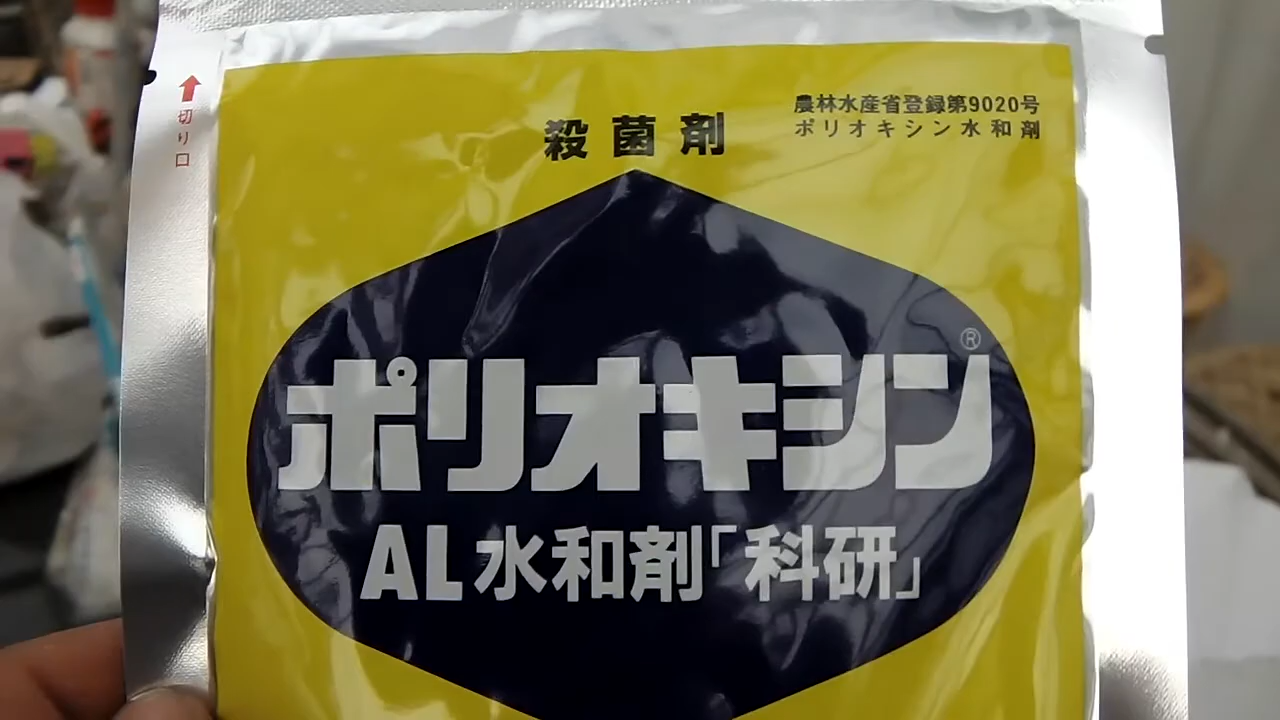 切り口
殺菌剤
農林水産省登録第9020号
ポリオキシン水和剤
ポリオキシン®
AL水和剤「科研」